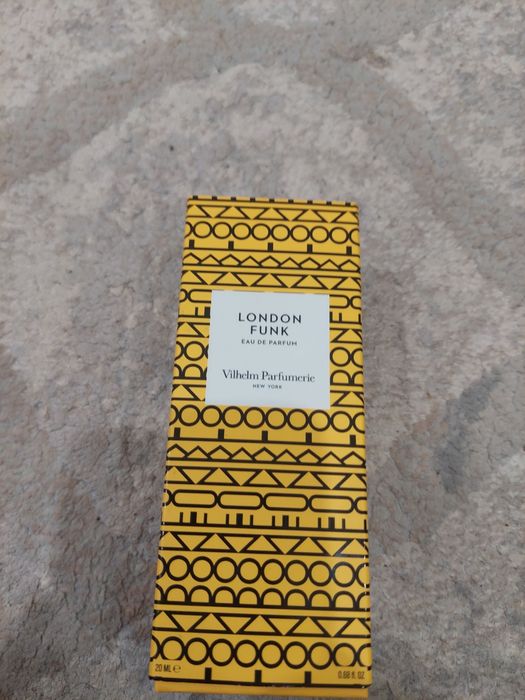 LONDON
FUNK
EAU DE PARFUM
Vilhelm Parfumerie
NEW YORK
20 ML ℮
0.68 fl. OZ